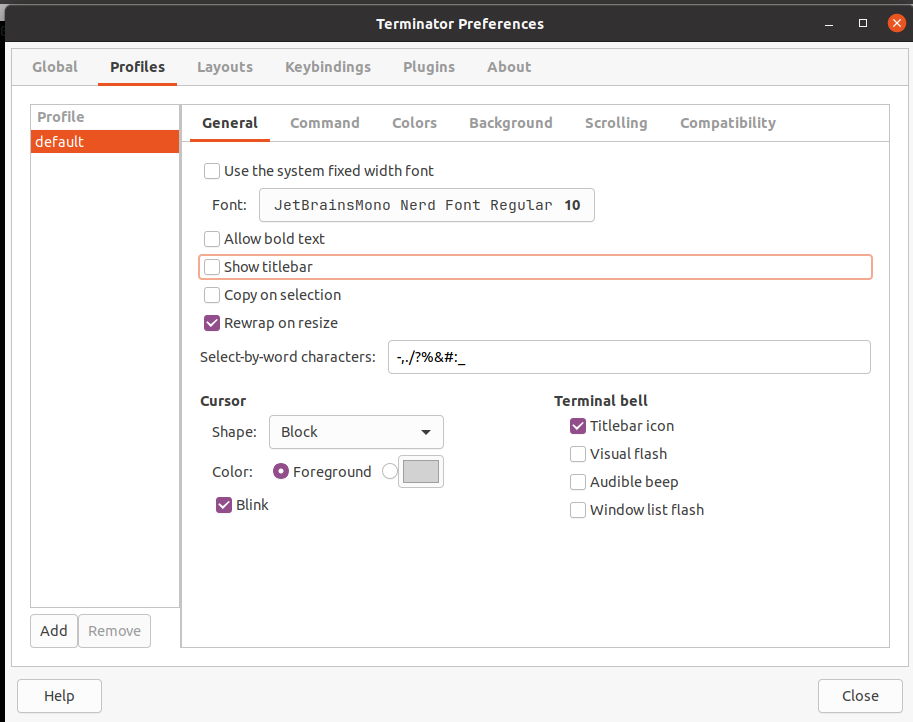 Terminator Preferences
Global Profiles Layouts Keybindings Plugins About
Profile
default
General Command Colors Background Scrolling Compatibility
Use the system fixed width font
Font: JetBrainsMono Nerd Font Regular 10
Allow bold text
Show titlebar
Copy on selection
Rewrap on resize
Select-by-word characters: -,./?%&#:_
Cursor
Shape: Block
Color: Foreground
Blink
Terminal bell
Titlebar icon
Visual flash
Audible beep
Window list flash
Add Remove
Help Close